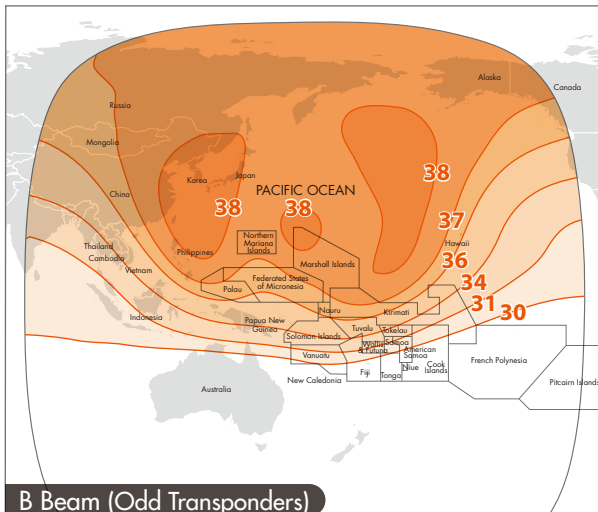 Alaska
Canada
Russia
Mongolia
Korea
Japan
China
PACIFIC OCEAN
38
38
38
37
Northern
Mariana
Islands
Hawaii
36
Thailand
Cambodia
Vietnam
Philippines
Marshall Islands
34
Federated States
of Micronesia
Palau
31
30
Indonesia
Papua New
Guinea
Nauru
Kirimati
Solomon Islands
Tuvalu
Tokelau
Wallis
& Futuna
Samoa
American
Samoa
Vanuatu
Fiji
Tonga
Niue
Cook
Islands
French Polynesia
New Caledonia
Pitcairn Islands
Australia
B Beam (Odd Transponders)